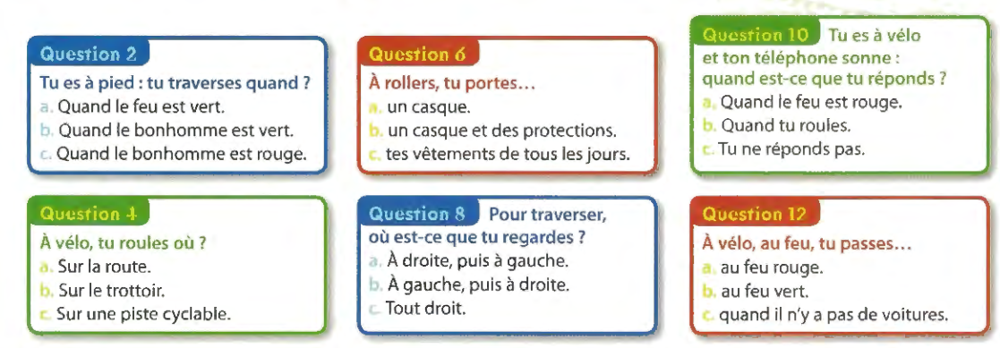 Question 2
Tu es à pied : tu traverses quand ?
a. Quand le feu est vert.
b. Quand le bonhomme est vert.
c. Quand le bonhomme est rouge.
Question 6
À rollers, tu portes...
a. un casque.
b. un casque et des protections.
c. tes vêtements de tous les jours.
Question 10 Tu es à vélo
et ton téléphone sonne :
quand est-ce que tu réponds ?
a. Quand le feu est rouge.
b. Quand tu roules.
c. Tu ne réponds pas.
Question 4
À vélo, tu roules où ?
a. Sur la route.
b. Sur le trottoir.
c. Sur une piste cyclable.
Question 8 Pour traverser,
où est-ce que tu regardes ?
a. À droite, puis à gauche.
b. À gauche, puis à droite.
c. Tout droit.
Question 12
À vélo, au feu, tu passes...
a. au feu rouge.
b. au feu vert.
c. quand il n'y a pas de voitures.